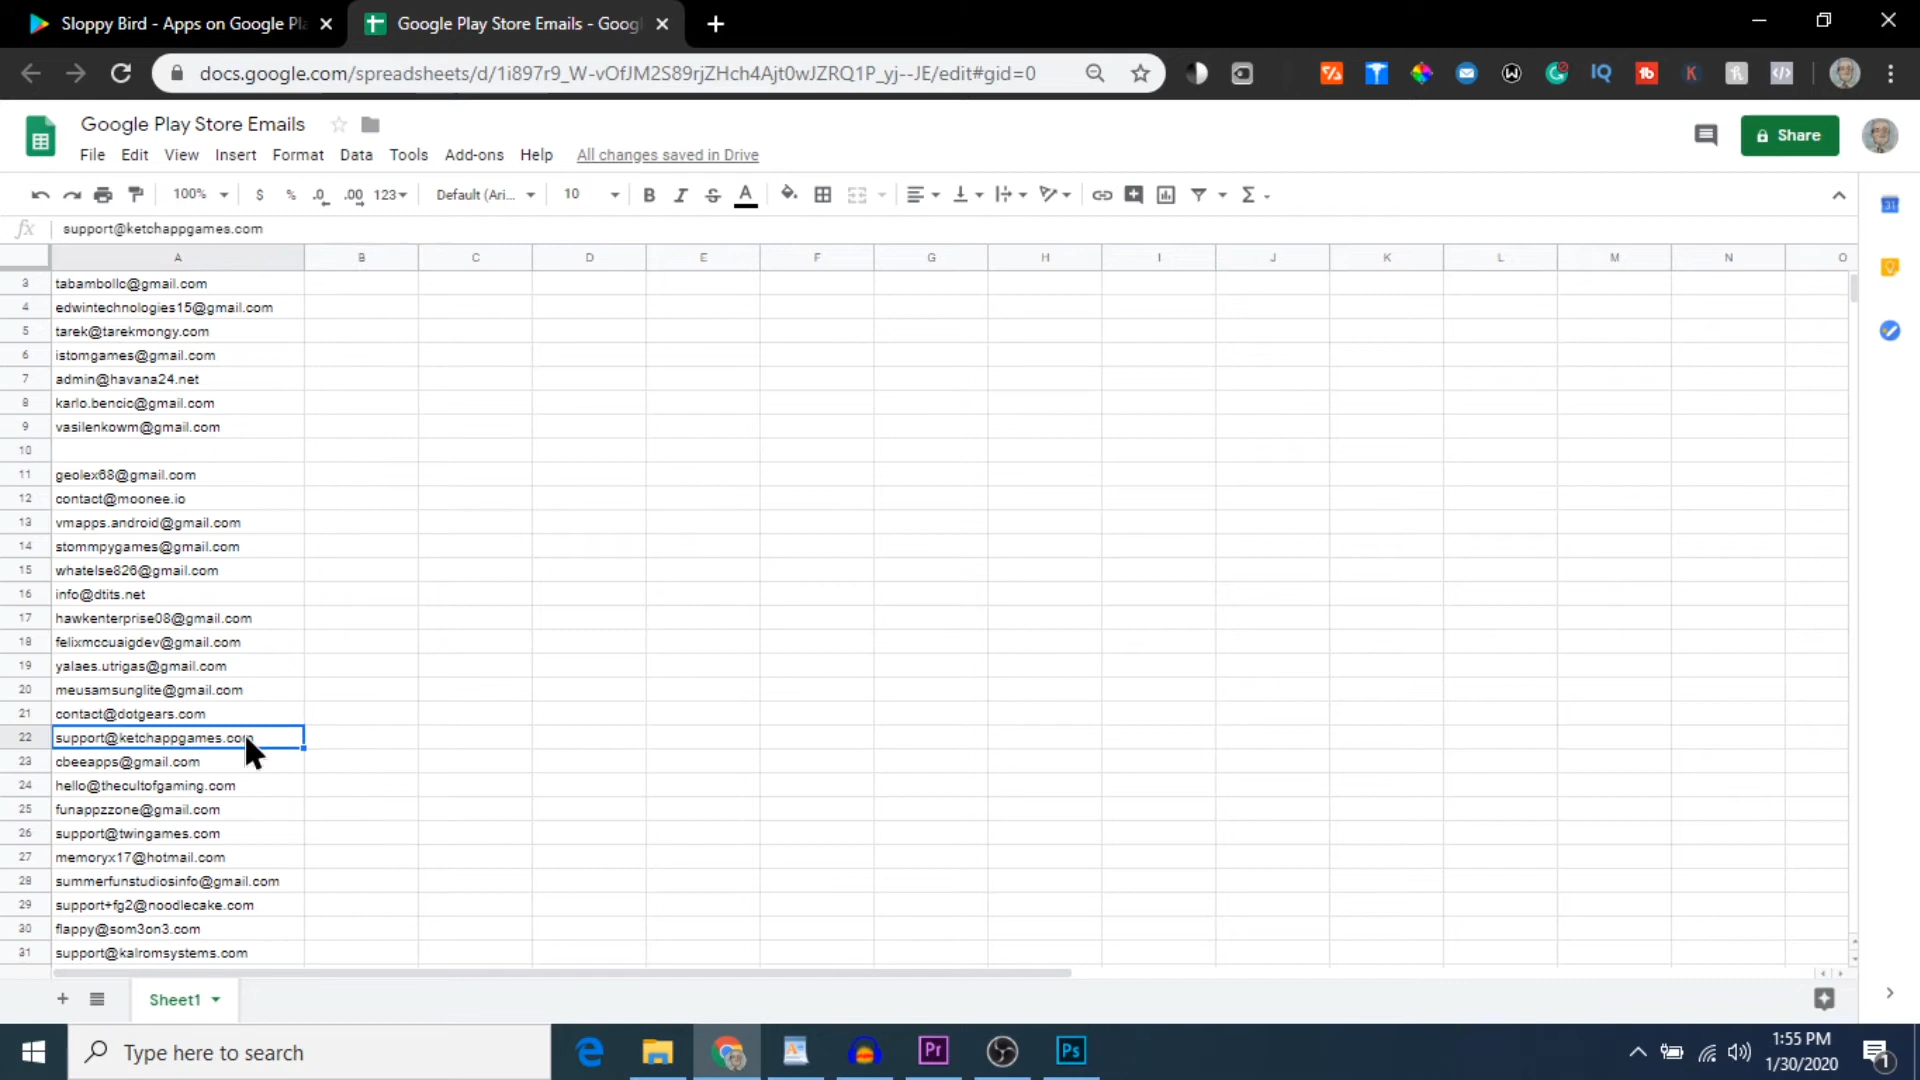 Sloppy Bird - Apps on Google Pla
Google Play Store Emails - Goog
docs.google.com/spreadsheets/d/1i897r9_W-vOfJM2S89rjZHch4Ajt0wJZRQ1P_yj--JE/edit#gid=0
Google Play Store Emails
Share
File Edit View Insert Format Data Tools Add-ons Help All changes saved in Drive
100% $ % .0 .00 123 Default (Ari... 10 B I S A
fx support@ketchappgames.com
A B C D E F G H I J K L M N O
3 tabambollc@gmail.com
4 edwintechnologies15@gmail.com
5 tarek@tarekmongy.com
6 istomgames@gmail.com
7 admin@havana24.net
8 karlo.bencic@gmail.com
9 vasilenkowm@gmail.com
10
11 geolex68@gmail.com
12 contact@moonee.io
13 vmapps.android@gmail.com
14 stommpygames@gmail.com
15 whatelse826@gmail.com
16 info@dtits.net
17 hawkenterprise08@gmail.com
18 felixmccuaigdev@gmail.com
19 yalaes.utrigas@gmail.com
20 meusamsunglite@gmail.com
21 contact@dotgears.com
22 support@ketchappgames.com
23 cbeeapps@gmail.com
24 hello@thecultofgaming.com
25 funappzzone@gmail.com
26 support@twingames.com
27 memoryx17@hotmail.com
28 summerfunstudiosinfo@gmail.com
29 support+fg2@noodlecake.com
30 flappy@som3on3.com
31 support@kalromsystems.com
Sheet1
Type here to search
Pr
Ps
1:55 PM
1/30/2020
1